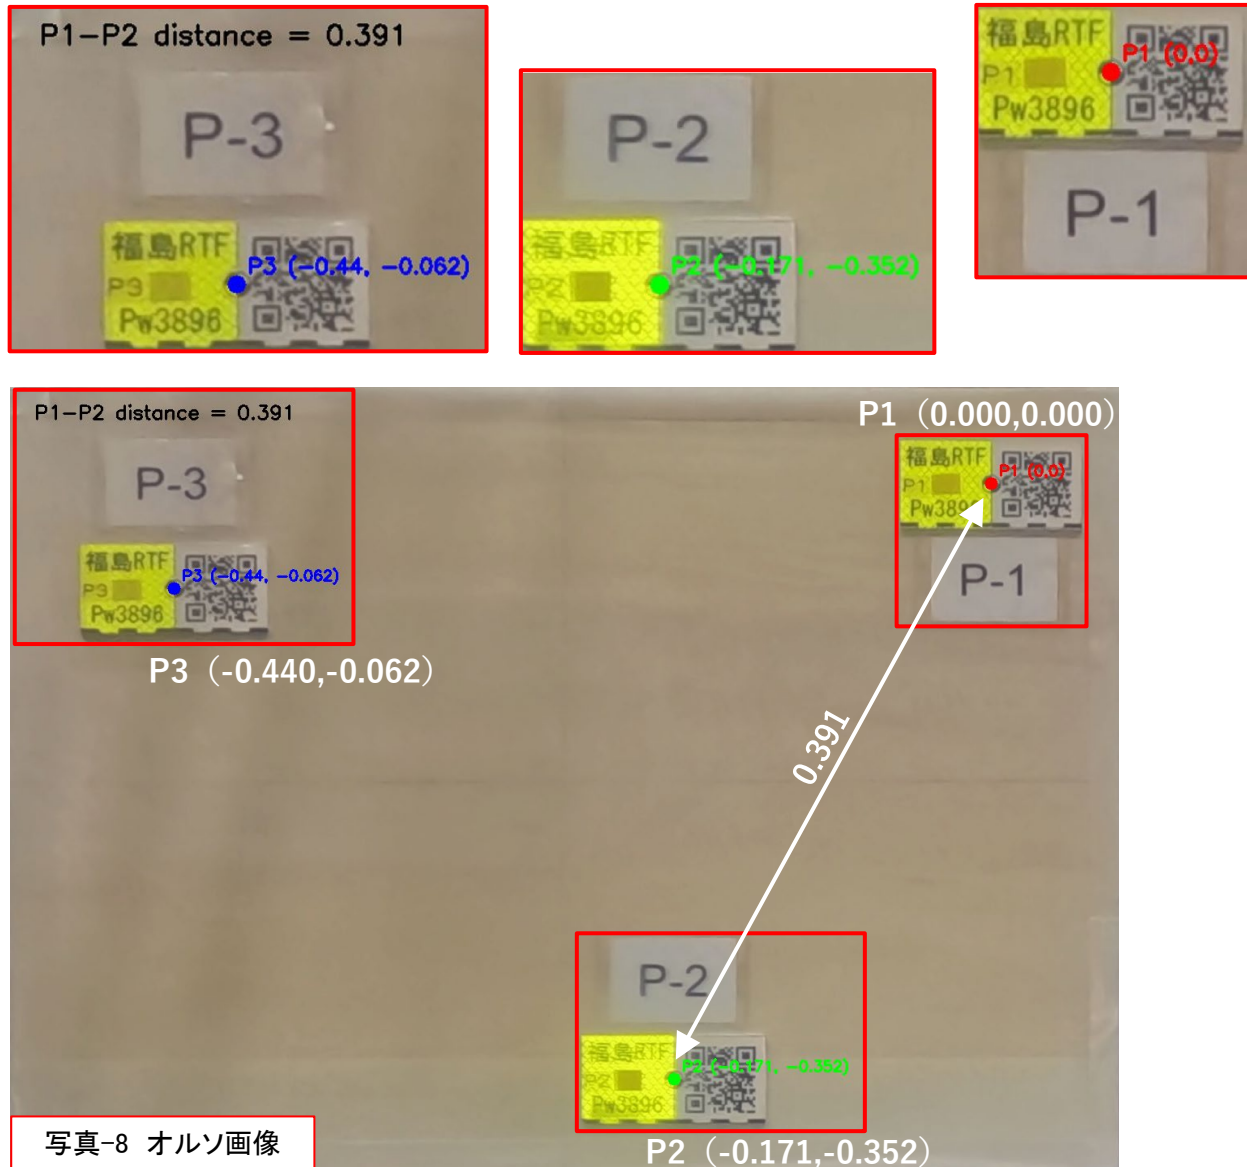 P1-P2 distance = 0.391
P-3
福島RTF
P3
Pw3896
P3 (-0.44, -0.062)
P-2
福島RTF
P2
Pw3896
P2 (-0.171, -0.352)
福島RTF
P1
Pw3896
P1 (0,0)
P-1
P1-P2 distance = 0.391
P-3
福島RTF
P3
Pw3896
P3 (-0.44, -0.062)
P3（-0.440,-0.062）
P1（0.000,0.000）
福島RTF
P1
Pw3896
P1 (0,0)
P-1
0.391
P-2
福島RTF
P2
Pw3896
P2 (-0.171, -0.352)
P2（-0.171,-0.352）
写真-8 オルソ画像